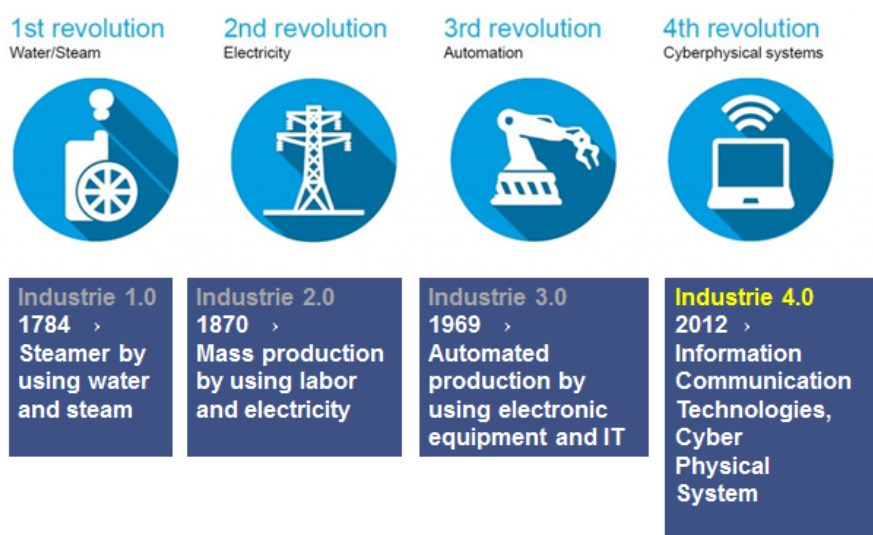 1st revolution
Water/Steam
2nd revolution
Electricity
3rd revolution
Automation
4th revolution
Cyberphysical systems
Industrie 1.0
1784 ›
Steamer by
using water
and steam
Industrie 2.0
1870 ›
Mass production
by using labor
and electricity
Industrie 3.0
1969 ›
Automated
production by
using electronic
equipment and IT
Industrie 4.0
2012 ›
Information
Communication
Technologies,
Cyber
Physical
System